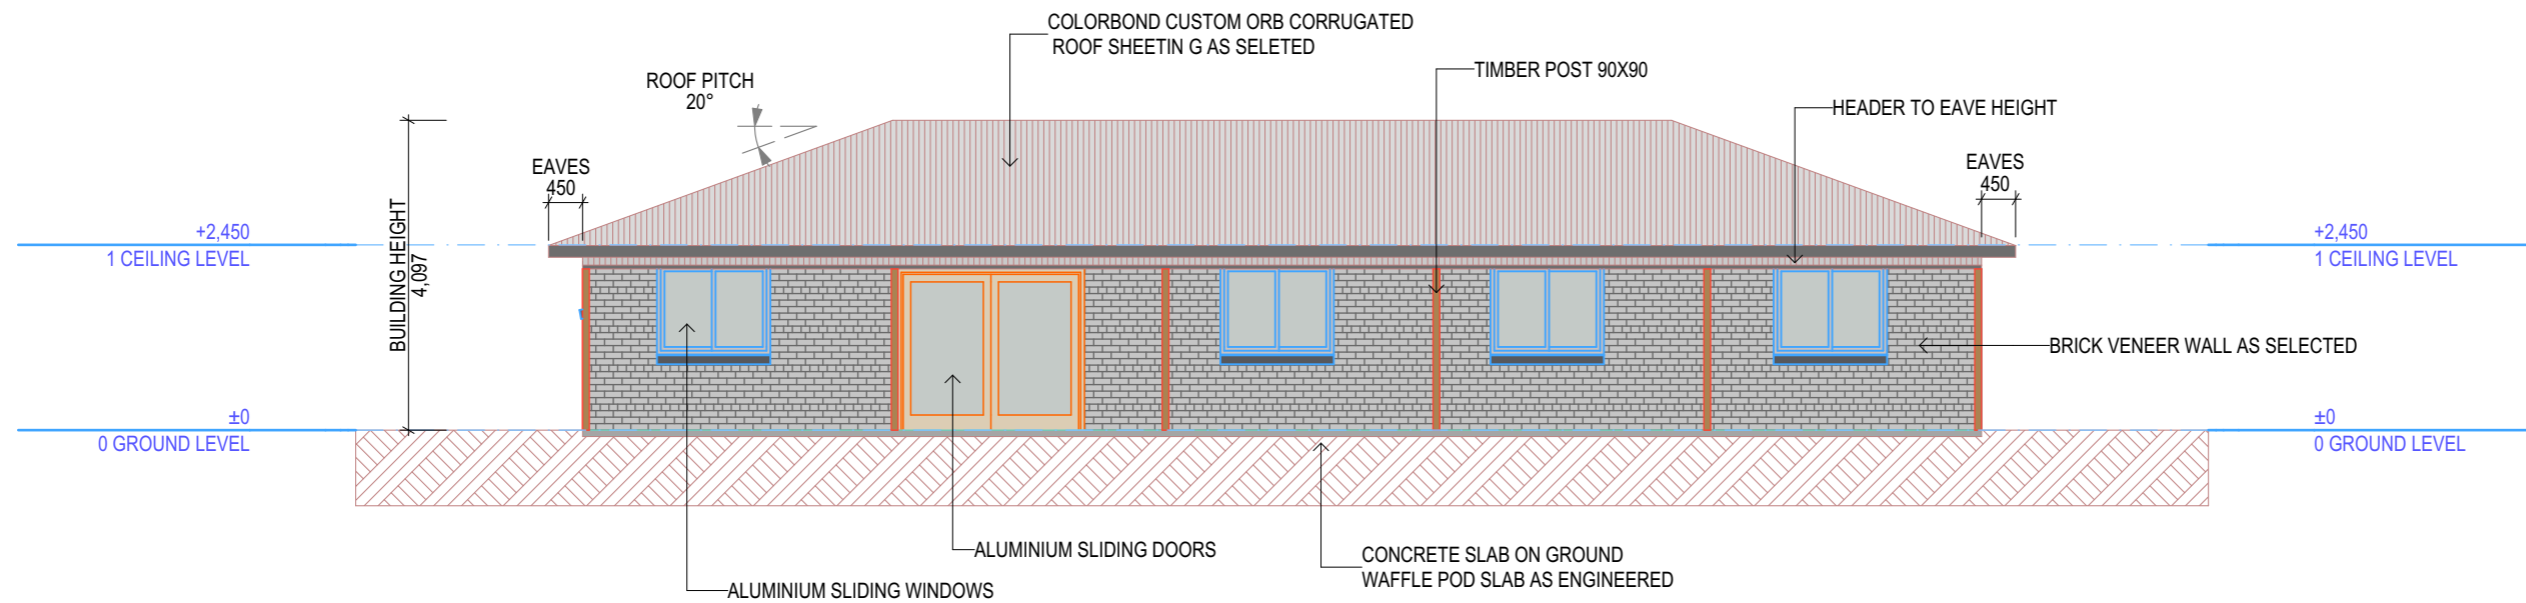 COLORBOND CUSTOM ORB CORRUGATED
ROOF SHEETIN G AS SELETED
TIMBER POST 90X90
ROOF PITCH
20°
HEADER TO EAVE HEIGHT
EAVES
450
EAVES
450
BUILDING HEIGHT
4,097
+2,450
1 CEILING LEVEL
+2,450
1 CEILING LEVEL
BRICK VENEER WALL AS SELECTED
±0
0 GROUND LEVEL
±0
0 GROUND LEVEL
ALUMINIUM SLIDING DOORS
CONCRETE SLAB ON GROUND
WAFFLE POD SLAB AS ENGINEERED
ALUMINIUM SLIDING WINDOWS